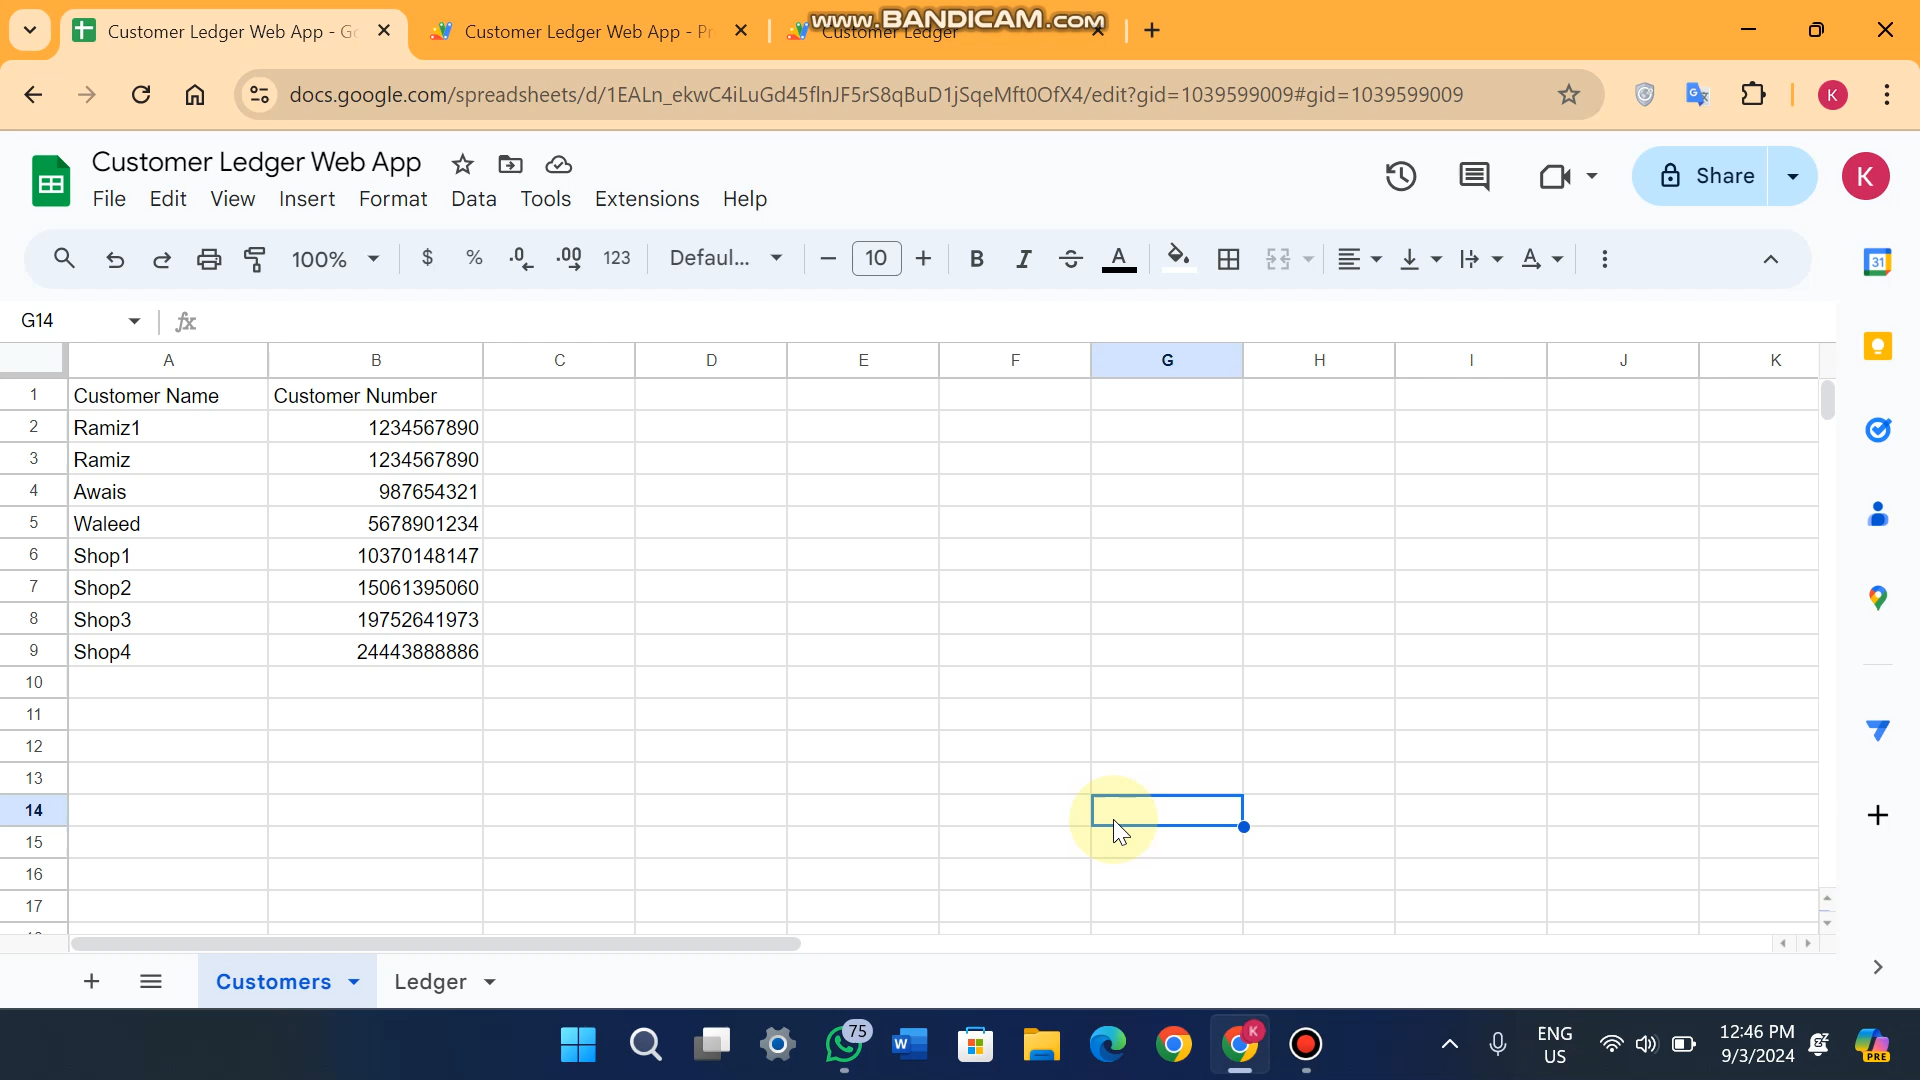 www.BANDICAM.com
Customer Ledger Web App - Go
Customer Ledger Web App - Pr
Customer Ledger
docs.google.com/spreadsheets/d/1EALn_ekwC4iLuGd45flnJF5rS8qBuD1jSqeMft0OfX4/edit?gid=1039599009#gid=1039599009
K
Customer Ledger Web App
File Edit View Insert Format Data Tools Extensions Help
Share
K
100% $ % .0 .00 123 Defaul... 10 B I A A
31
G14 fx
A B C D E F G H I J K
1 Customer Name Customer Number
2 Ramiz1 1234567890
3 Ramiz 1234567890
4 Awais 987654321
5 Waleed 5678901234
6 Shop1 10370148147
7 Shop2 15061395060
8 Shop3 19752641973
9 Shop4 24443888886
10
11
12
13
14
15
16
17
Customers Ledger
75
W
K
ENG
US
12:46 PM
9/3/2024
PRE